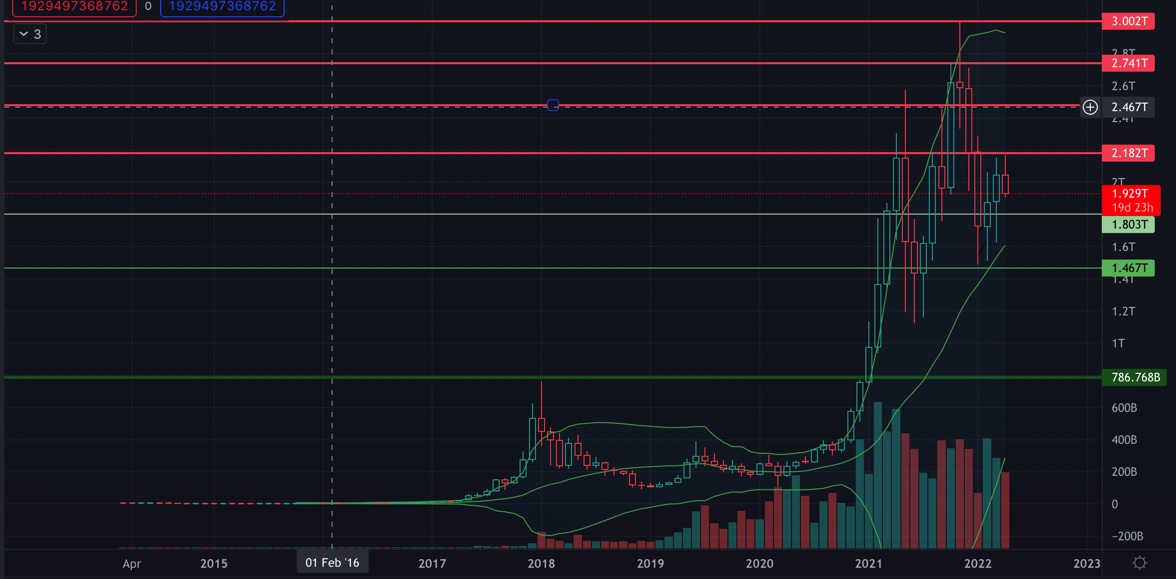 1929497368762 0 1929497368762
3
3.002T
2.8T
2.741T
2.6T
2.467T
2.4T
2.182T
2T
1.929T
19d 23h
1.803T
1.6T
1.467T
1.4T
1.2T
1T
786.768B
600B
400B
200B
0
−200B
Apr 2015 01 Feb '16 2017 2018 2019 2020 2021 2022 2023